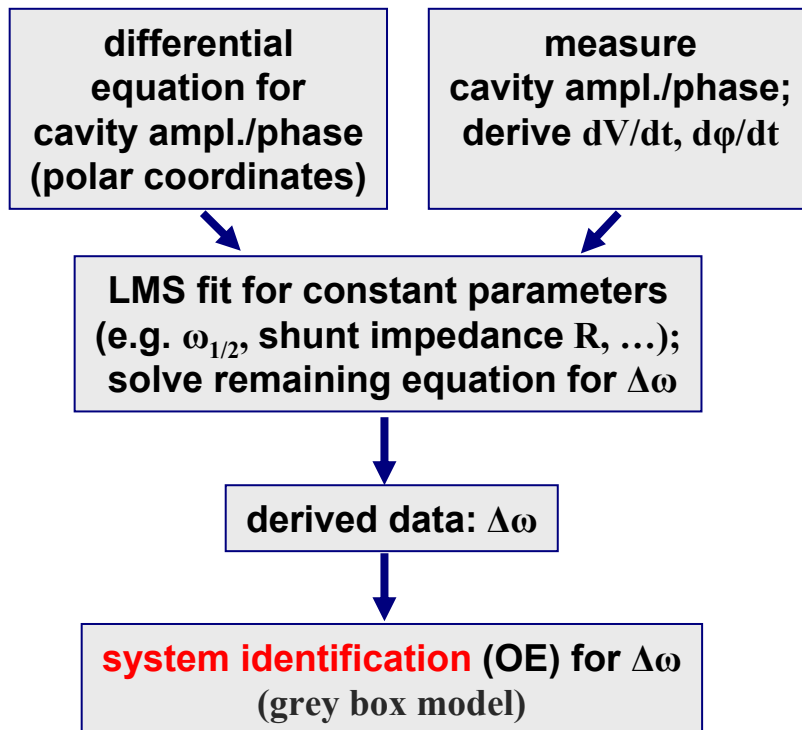 differential
equation for
cavity ampl./phase
(polar coordinates)
measure
cavity ampl./phase;
derive dV/dt, dφ/dt
LMS fit for constant parameters
(e.g. ω1/2, shunt impedance R, …);
solve remaining equation for Δω
derived data: Δω
system identification (OE) for Δω
(grey box model)